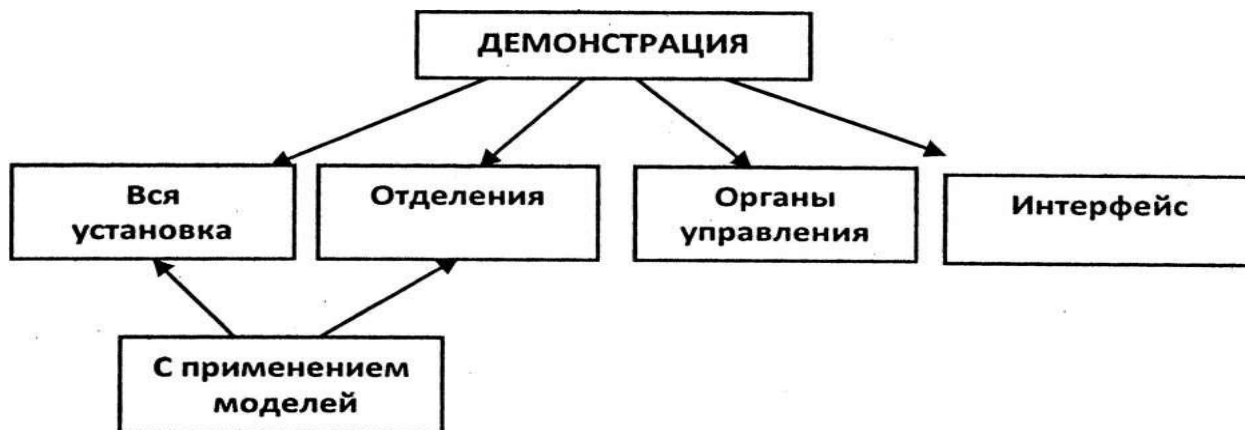 ДЕМОНСТРАЦИЯ
Вся
установка
Отделения
Органы
управления
Интерфейс
С применением
моделей